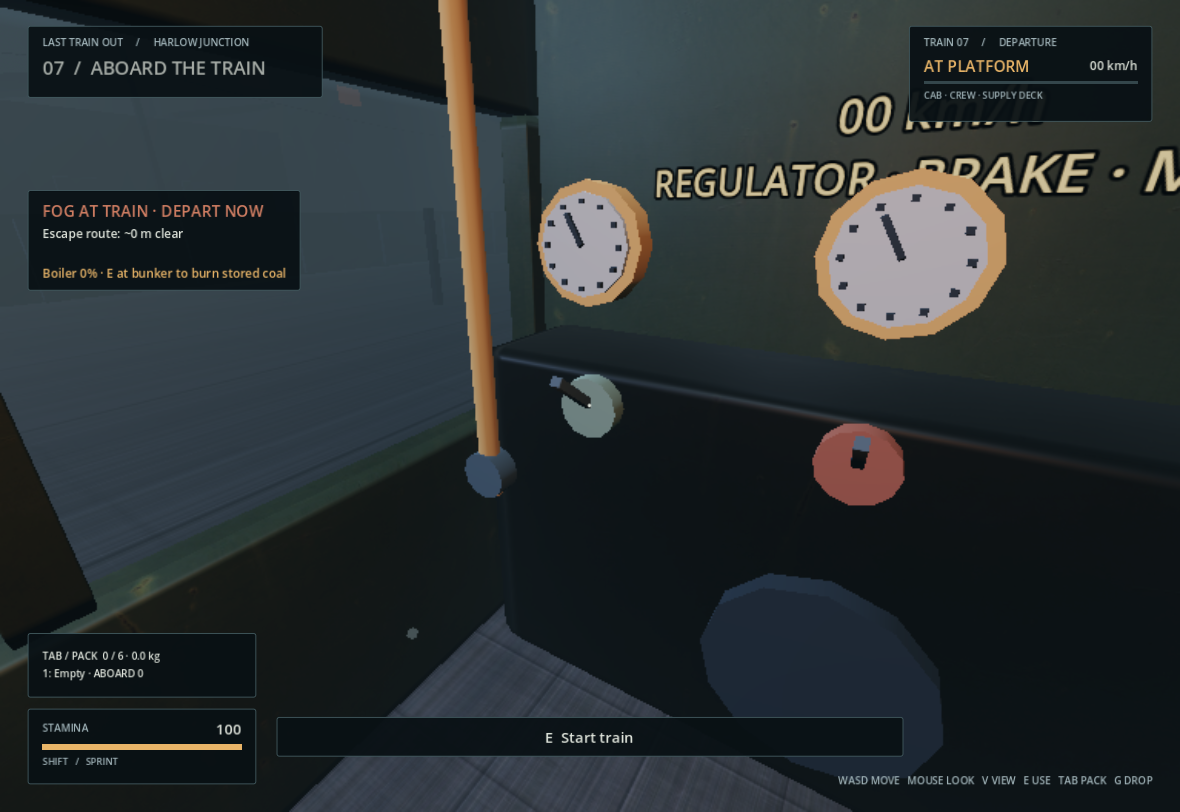 LAST TRAIN OUT / HARLOW JUNCTION
07 / ABOARD THE TRAIN
TRAIN 07 / DEPARTURE
AT PLATFORM 00 km/h
CAB · CREW · SUPPLY DECK
00 km/h
REGULATOR · BRAKE ·
FOG AT TRAIN · DEPART NOW
Escape route: ~0 m clear
Boiler 0% · E at bunker to burn stored coal
TAB / PACK 0 / 6 · 0.0 kg
1: Empty · ABOARD 0
STAMINA 100
SHIFT / SPRINT
E Start train
WASD MOVE MOUSE LOOK V VIEW E USE TAB PACK G DROP